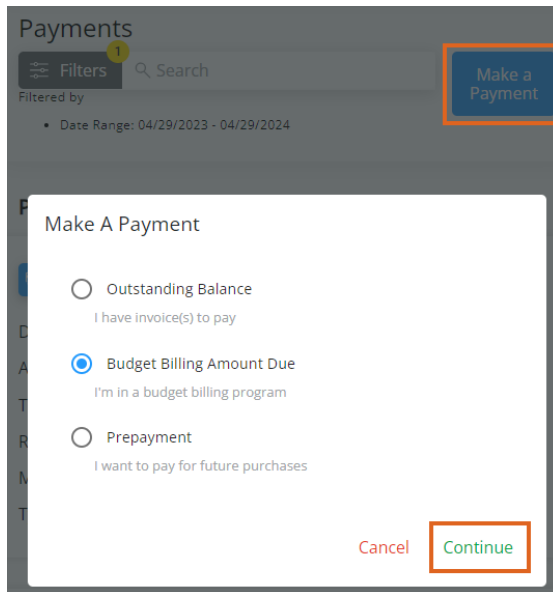 Payments
1
Filters
Search
Make a
Payment
Filtered by
• Date Range: 04/29/2023 - 04/29/2024
P
Make A Payment
Outstanding Balance
I have invoice(s) to pay
D
Budget Billing Amount Due
A
I'm in a budget billing program
T
Prepayment
R
I want to pay for future purchases
M
T
Cancel
Continue